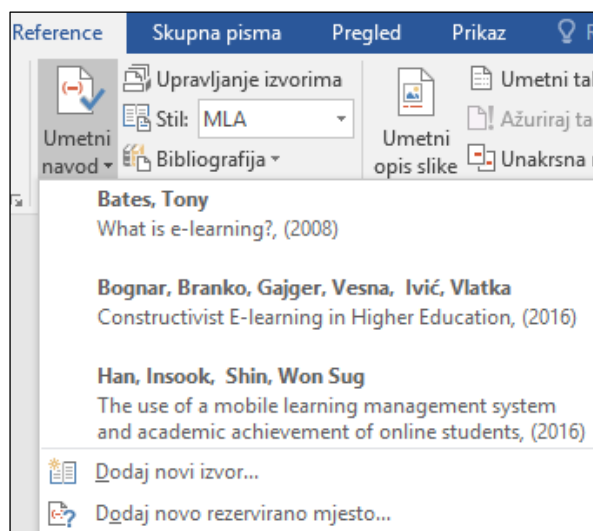 Reference Skupna pisma Pregled Prikaz
Umetni navod
Upravljanje izvorima
Stil: MLA
Bibliografija
Umetni opis slike
Umetni
Ažuriraj
Unakrsna
Bates, Tony
What is e-learning?, (2008)
Bognar, Branko, Gajger, Vesna, Ivić, Vlatka
Constructivist E-learning in Higher Education, (2016)
Han, Insook, Shin, Won Sug
The use of a mobile learning management system
and academic achievement of online students, (2016)
Dodaj novi izvor...
Dodaj novo rezervirano mjesto...